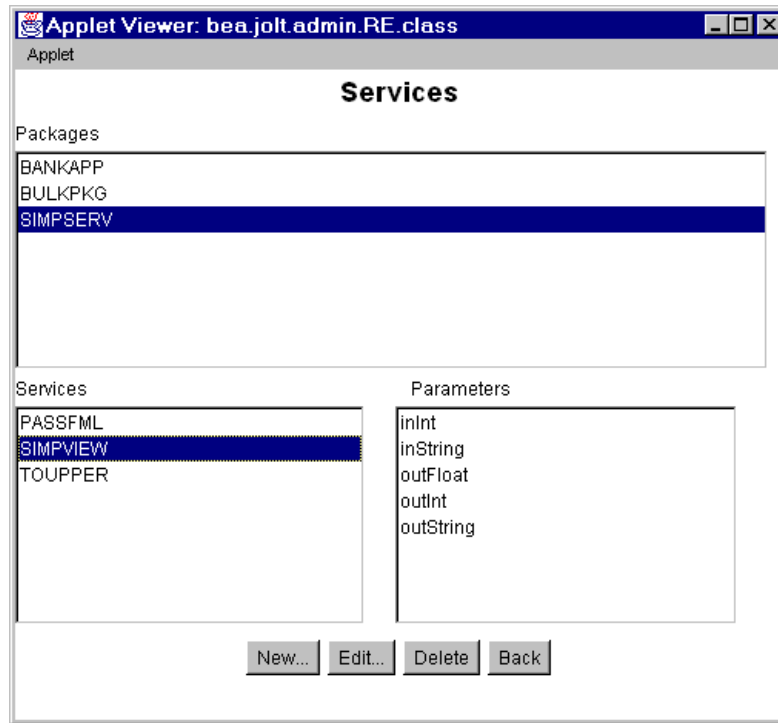 Applet Viewer: bea.jolt.admin.RE.class
Applet
Services
Packages
BANKAPP
BULKPKG
SIMPSERV
Services
PASSFML
SIMPVIEW
TOUPPER
Parameters
inInt
inString
outFloat
outInt
outString
New... Edit... Delete Back